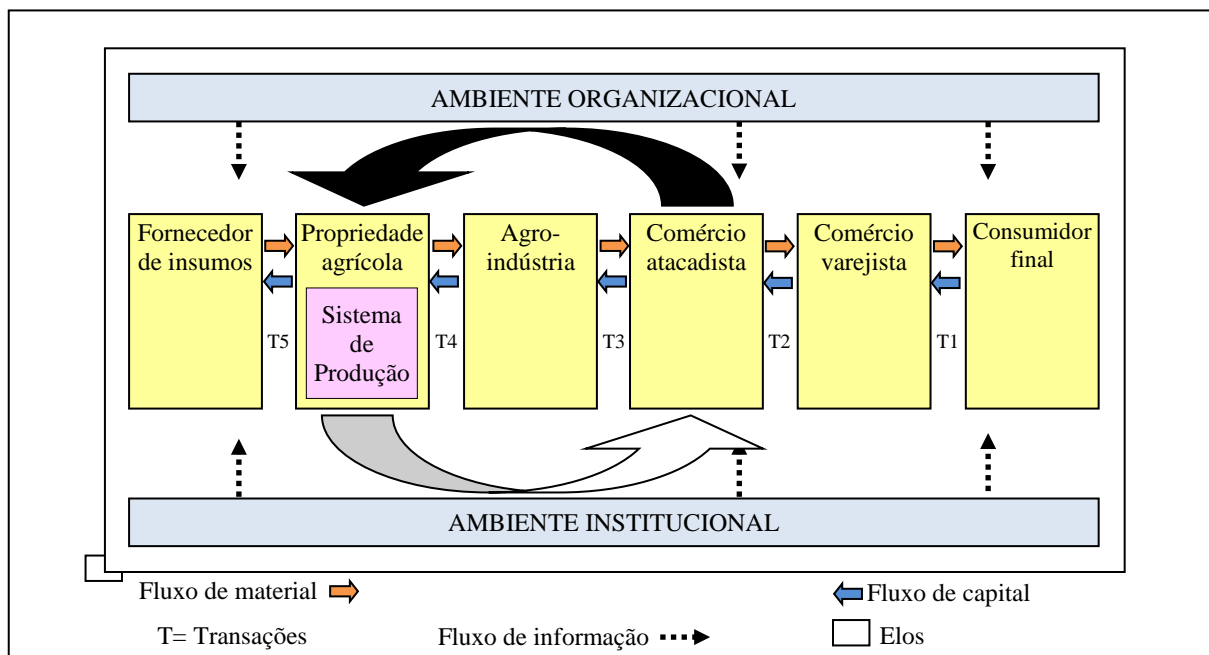 AMBIENTE ORGANIZACIONAL
Fornecedor
de insumos
Propriedade
agrícola
Sistema
de
Produção
Agro-
indústria
Comércio
atacadista
Comércio
varejista
Consumidor
final
T5
T4
T3
T2
T1
AMBIENTE INSTITUCIONAL
Fluxo de material
Fluxo de capital
T= Transações
Fluxo de informação
Elos